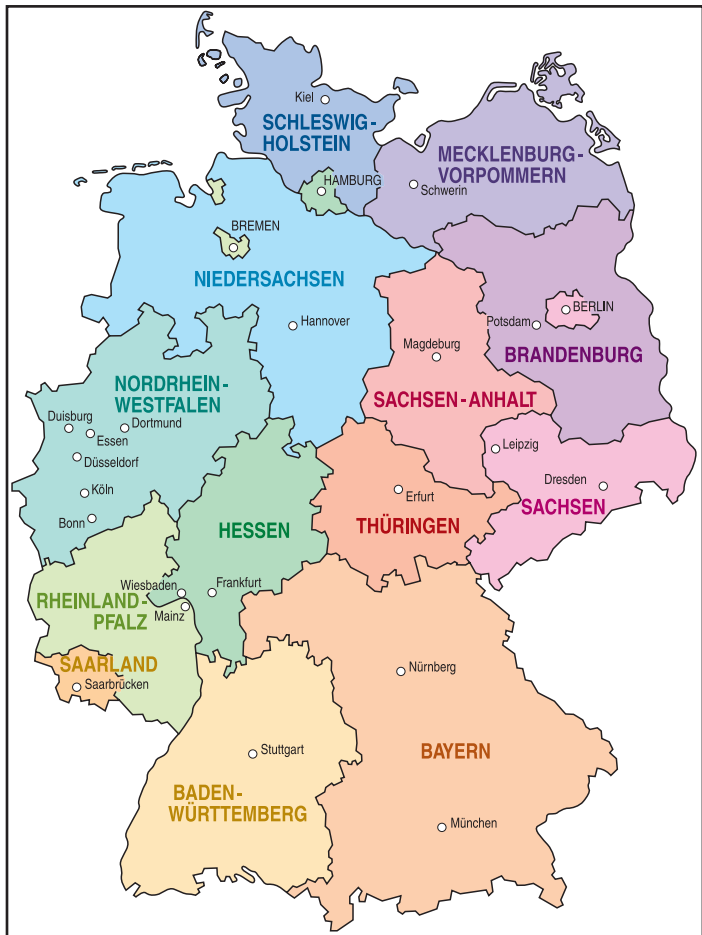 Kiel
SCHLESWIG-
HOLSTEIN
MECKLENBURG-
VORPOMMERN
HAMBURG
Schwerin
BREMEN
NIEDERSACHSEN
BERLIN
Hannover
Potsdam
Magdeburg
BRANDENBURG
NORDRHEIN-
WESTFALEN
SACHSEN-ANHALT
Duisburg
Dortmund
Essen
Leipzig
Düsseldorf
Dresden
Köln
Erfurt
SACHSEN
Bonn
HESSEN
THÜRINGEN
Wiesbaden
Frankfurt
RHEINLAND-
PFALZ
Mainz
SAARLAND
Saarbrücken
Nürnberg
Stuttgart
BAYERN
BADEN-
WÜRTTEMBERG
München